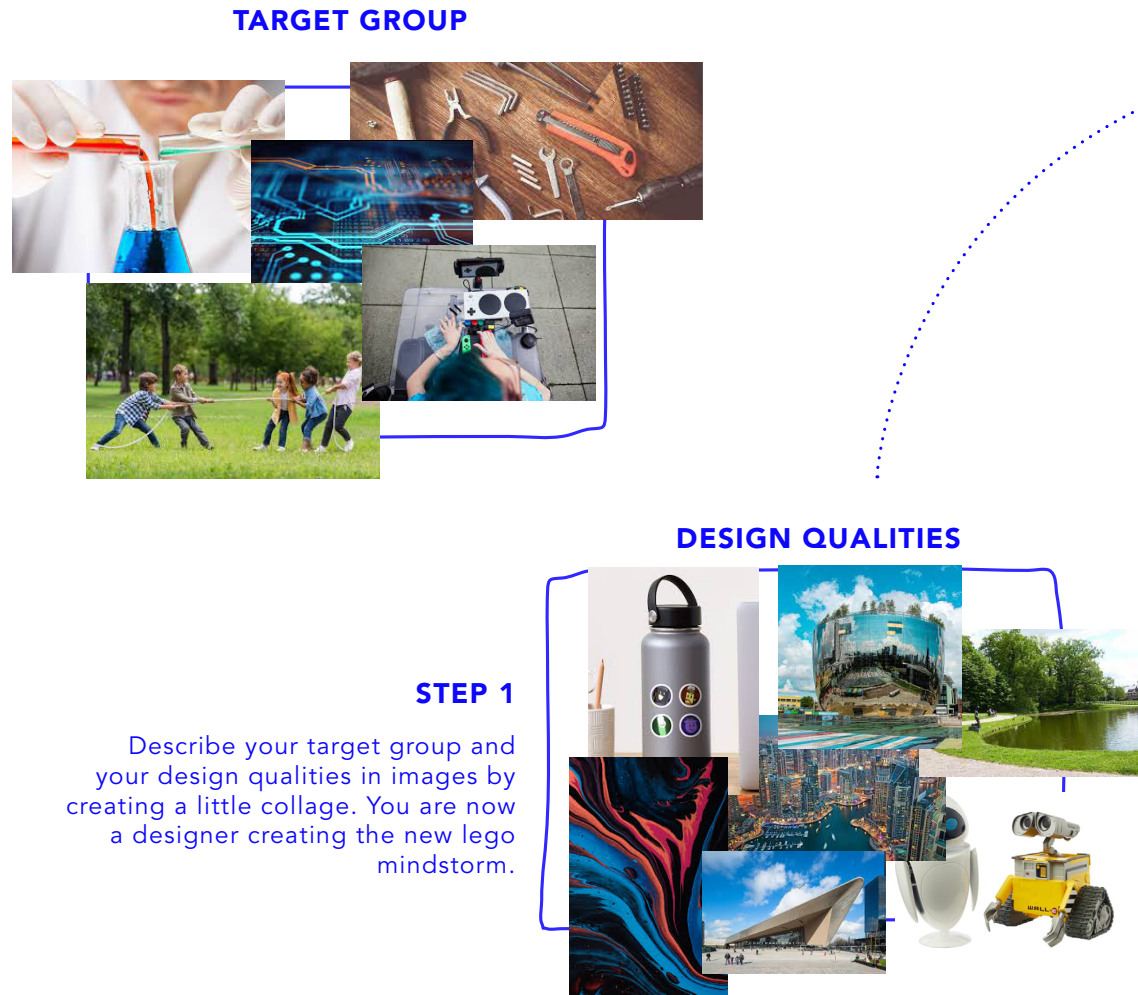 TARGET GROUP
DESIGN QUALITIES
STEP 1
Describe your target group and
your design qualities in images by
creating a little collage. You are now
a designer creating the new lego
mindstorm.
WALL•E